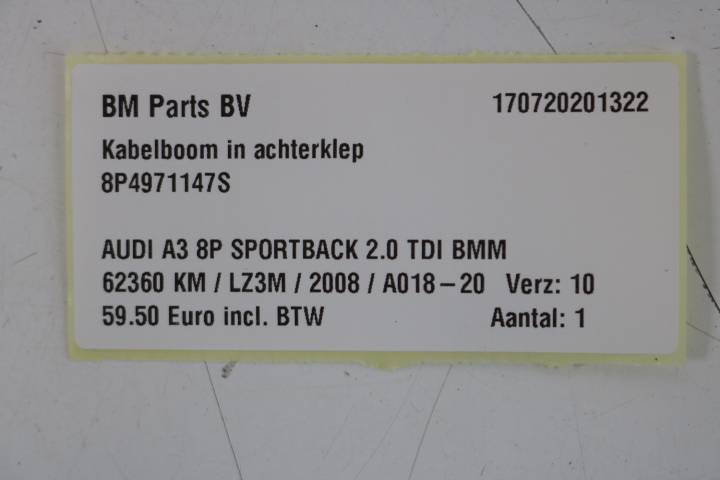 BM Parts BV 170720201322
Kabelboom in achterklep
8P4971147S
AUDI A3 8P SPORTBACK 2.0 TDI BMM
62360 KM / LZ3M / 2008 / A018-20 Verz: 10
59.50 Euro incl. BTW Aantal: 1